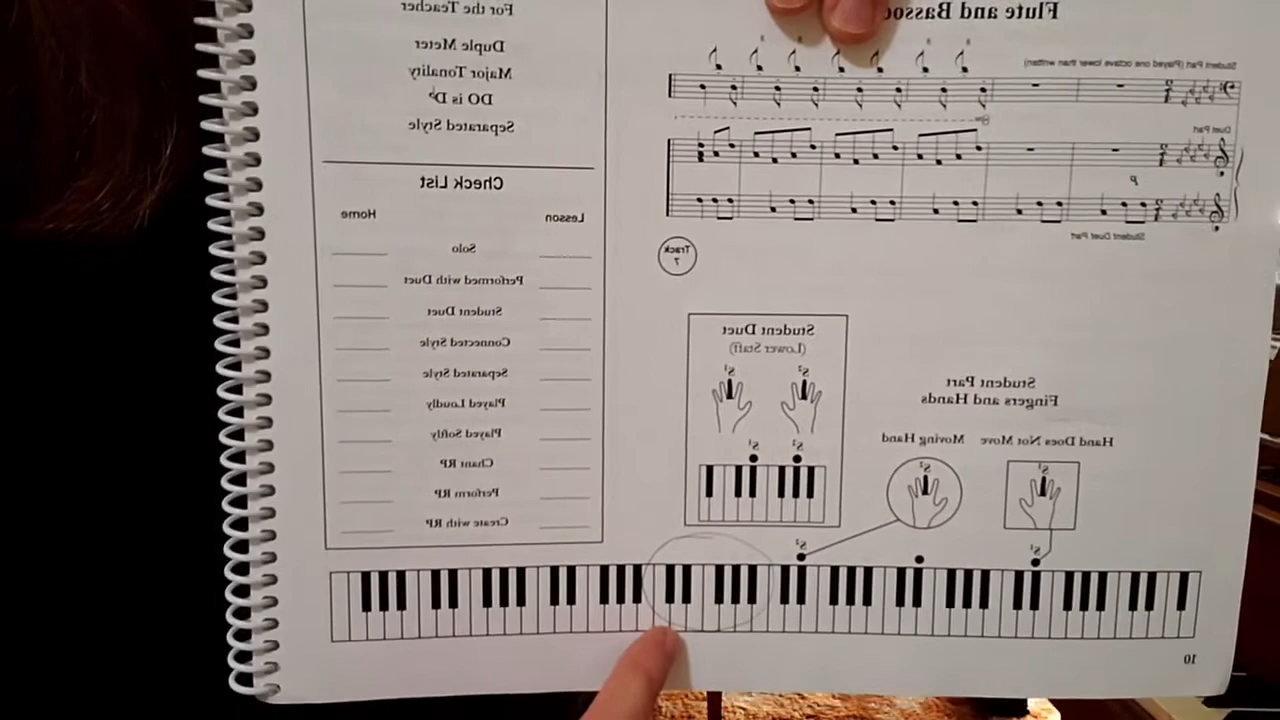 Flute and Bassoo
Student Part (Played one octave lower than written)
Duet Part
p
Student Duet Part
Track
7
For the Teacher
Duple Meter
Major Tonality
DO is D♭
Separated Style
Check List
Lesson Home
Solo
Performed with Duet
Student Duet
Connected Style
Separated Style
Played Loudly
Played Softly
Chant RP
Perform RP
Create with RP
Student Part
Fingers and Hands
Hand Does Not Move Moving Hand
Student Duet
(Lower Staff)
10